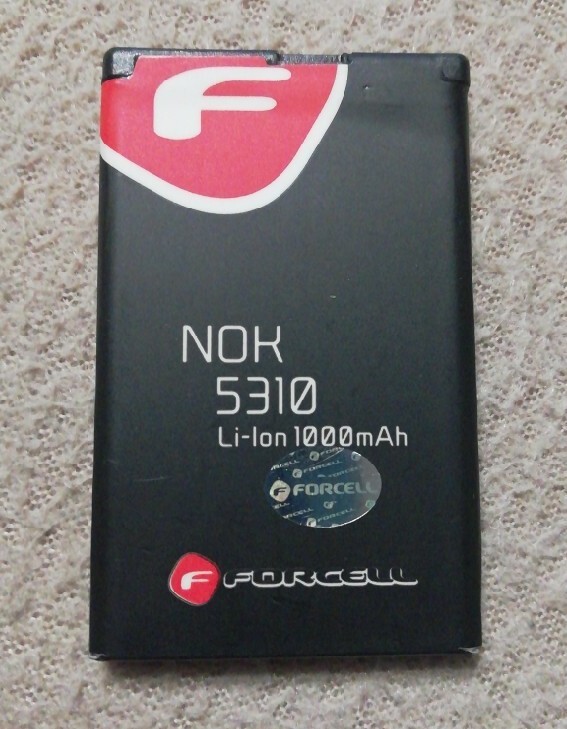 F
NOK
5310
Li-Ion 1000mAh
FORCELL
F FORCELL